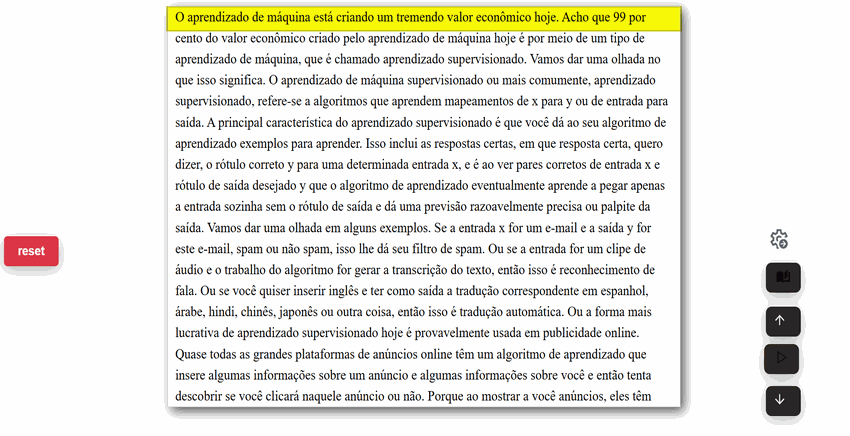 O aprendizado de máquina está criando um tremendo valor econômico hoje. Acho que 99 por
cento do valor econômico criado pelo aprendizado de máquina hoje é por meio de um tipo de
aprendizado de máquina, que é chamado aprendizado supervisionado. Vamos dar uma olhada no
que isso significa. O aprendizado de máquina supervisionado ou mais comumente, aprendizado
supervisionado, refere-se a algoritmos que aprendem mapeamentos de x para y ou de entrada para
saída. A principal característica do aprendizado supervisionado é que você dá ao seu algoritmo de
aprendizado exemplos para aprender. Isso inclui as respostas certas, em que resposta certa, quero
dizer, o rótulo correto y para uma determinada entrada x, e é ao ver pares corretos de entrada x e
rótulo de saída desejado y que o algoritmo de aprendizado eventualmente aprende a pegar apenas
a entrada sozinha sem o rótulo de saída e dá uma previsão razoavelmente precisa ou palpite da
saída. Vamos dar uma olhada em alguns exemplos. Se a entrada x for um e-mail e a saída y for
este e-mail, spam ou não spam, isso lhe dá seu filtro de spam. Ou se a entrada for um clipe de
áudio e o trabalho do algoritmo for gerar a transcrição do texto, então isso é reconhecimento de
fala. Ou se você quiser inserir inglês e ter como saída a tradução correspondente em espanhol,
árabe, hindi, chinês, japonês ou outra coisa, então isso é tradução automática. Ou a forma mais
lucrativa de aprendizado supervisionado hoje é provavelmente usada em publicidade online.
Quase todas as grandes plataformas de anúncios online têm um algoritmo de aprendizado que
insere algumas informações sobre um anúncio e algumas informações sobre você e então tenta
descobrir se você clicará naquele anúncio ou não. Porque ao mostrar a você anúncios, eles têm
reset